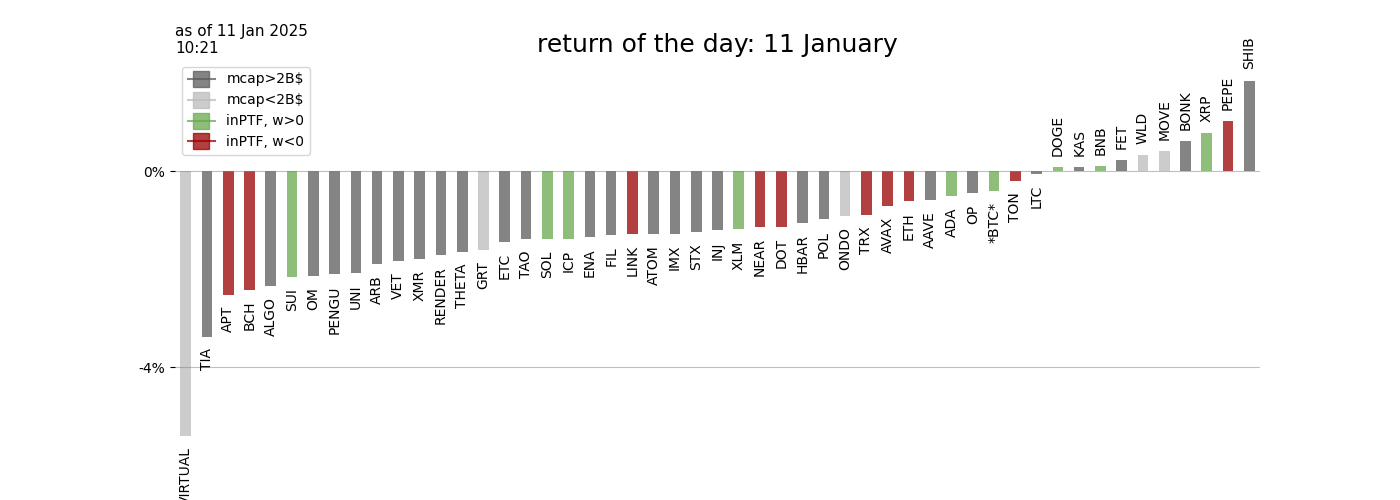 as of 11 Jan 2025
10:21
return of the day: 11 January
mcap>2B$
mcap<2B$
inPTF, w>0
inPTF, w<0
0%
-4%
VIRTUAL
TIA
APT
BCH
ALGO
SUI
OM
PENGU
UNI
ARB
VET
XMR
RENDER
THETA
GRT
ETC
TAO
SOL
ICP
ENA
FIL
LINK
ATOM
IMX
STX
INJ
XLM
NEAR
DOT
HBAR
POL
ONDO
TRX
AVAX
ETH
AAVE
ADA
OP
*BTC*
TON
LTC
DOGE
KAS
BNB
FET
WLD
MOVE
BONK
XRP
PEPE
SHIB